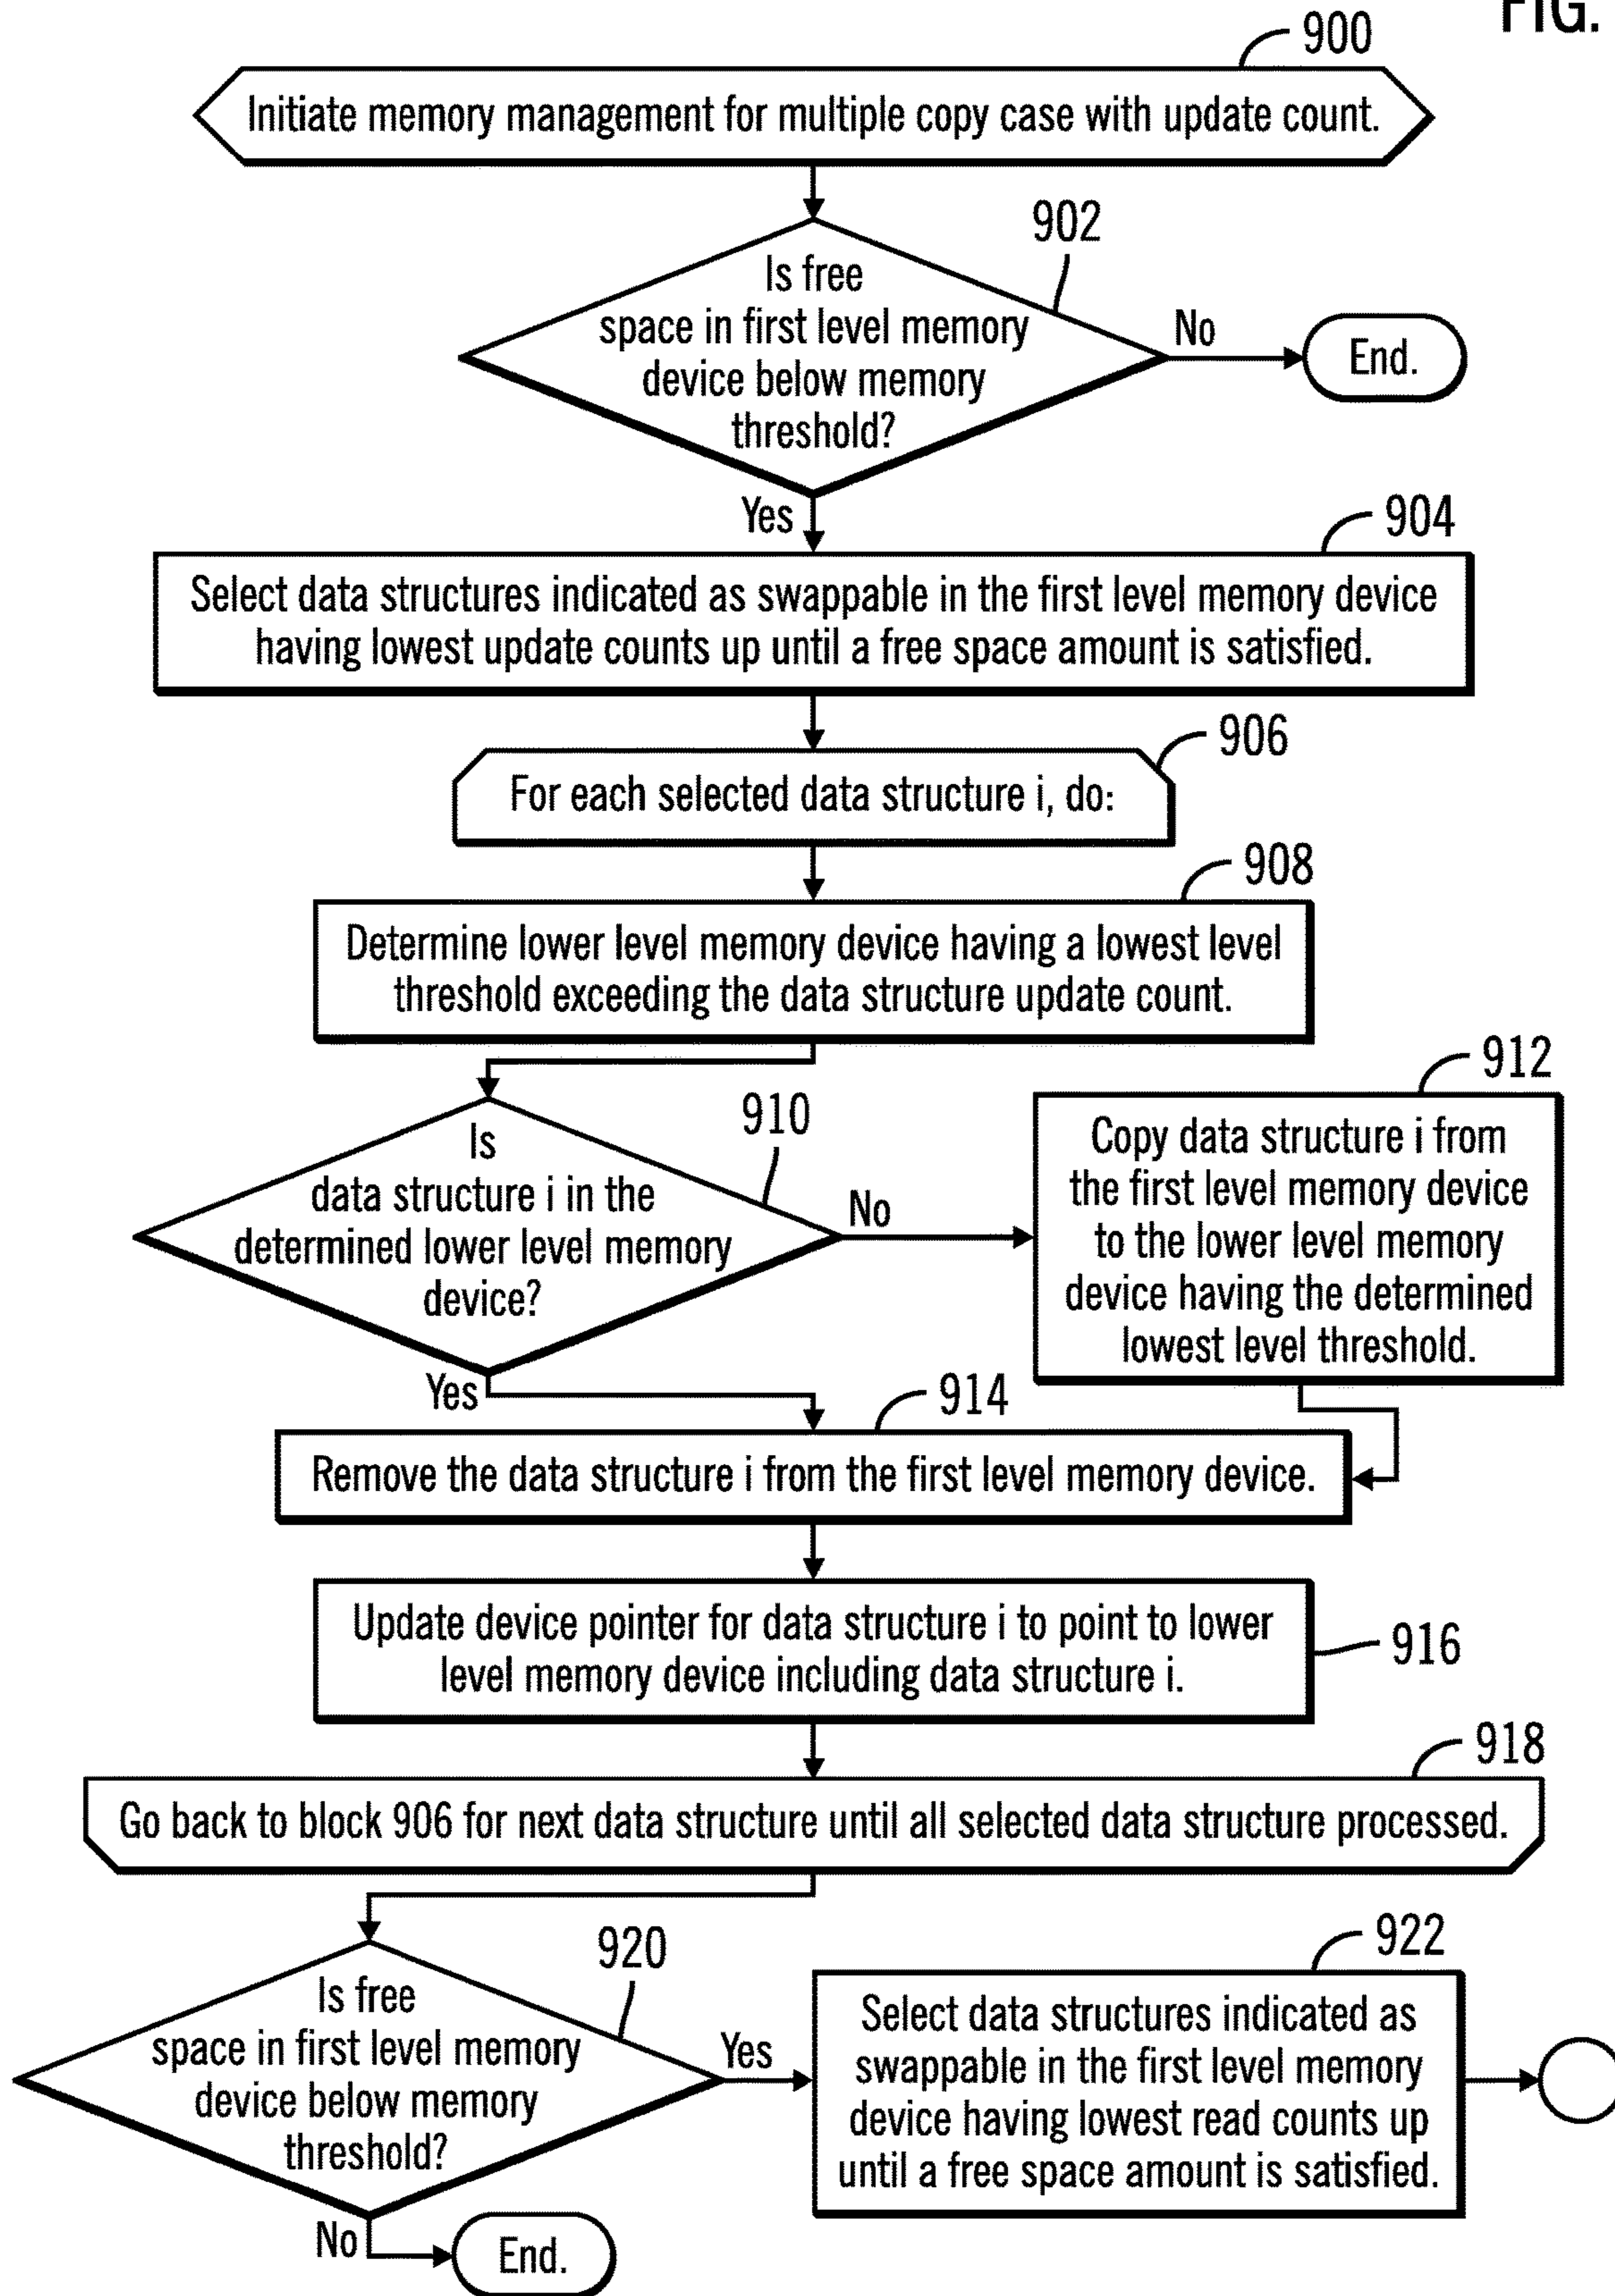 FIG.
900
Initiate memory management for multiple copy case with update count.
902
Is free
space in first level memory
device below memory
threshold?
No
End.
Yes
904
Select data structures indicated as swappable in the first level memory device
having lowest update counts up until a free space amount is satisfied.
906
For each selected data structure i, do:
908
Determine lower level memory device having a lowest level
threshold exceeding the data structure update count.
910
Is
data structure i in the
determined lower level memory
device?
No
912
Copy data structure i from
the first level memory device
to the lower level memory
device having the determined
lowest level threshold.
Yes
914
Remove the data structure i from the first level memory device.
Update device pointer for data structure i to point to lower
level memory device including data structure i.
916
918
Go back to block 906 for next data structure until all selected data structure processed.
920
Is free
space in first level memory
device below memory
threshold?
Yes
922
Select data structures indicated as
swappable in the first level memory
device having lowest read counts up
until a free space amount is satisfied.
No
End.